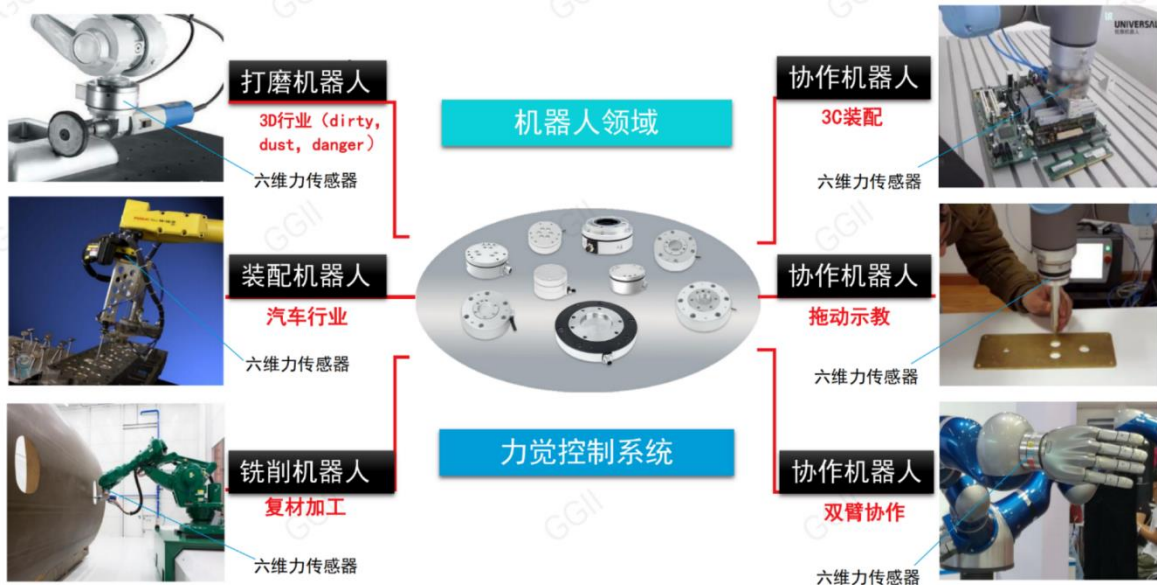 打磨机器人
3D行业（dirty,
dust, danger）
六维力传感器
装配机器人
汽车行业
六维力传感器
铣削机器人
复材加工
六维力传感器
机器人领域
力觉控制系统
UNIVERSAL
协作机器人
3C装配
六维力传感器
协作机器人
拖动示教
六维力传感器
协作机器人
双臂协作
六维力传感器
GGII
GGII
GGII
GGII